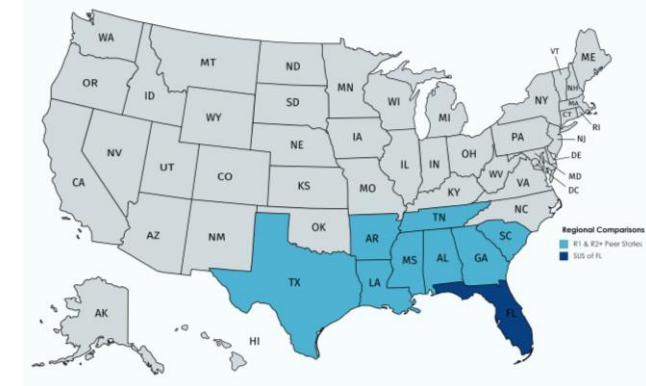 WA
MT
ND
MN
VT
ME
OR
ID
SD
WI
MI
NY
NH
MA
CT
RI
WY
NE
IA
PA
NJ
NV
UT
CO
IL
IN
OH
DE
CA
KS
MO
WV
VA
MD
KY
DC
AZ
NM
OK
TN
NC
AR
SC
Regional Comparisons
R1 & R2+ Peer States
SUS of FL
MS
AL
GA
TX
LA
FL
AK
HI